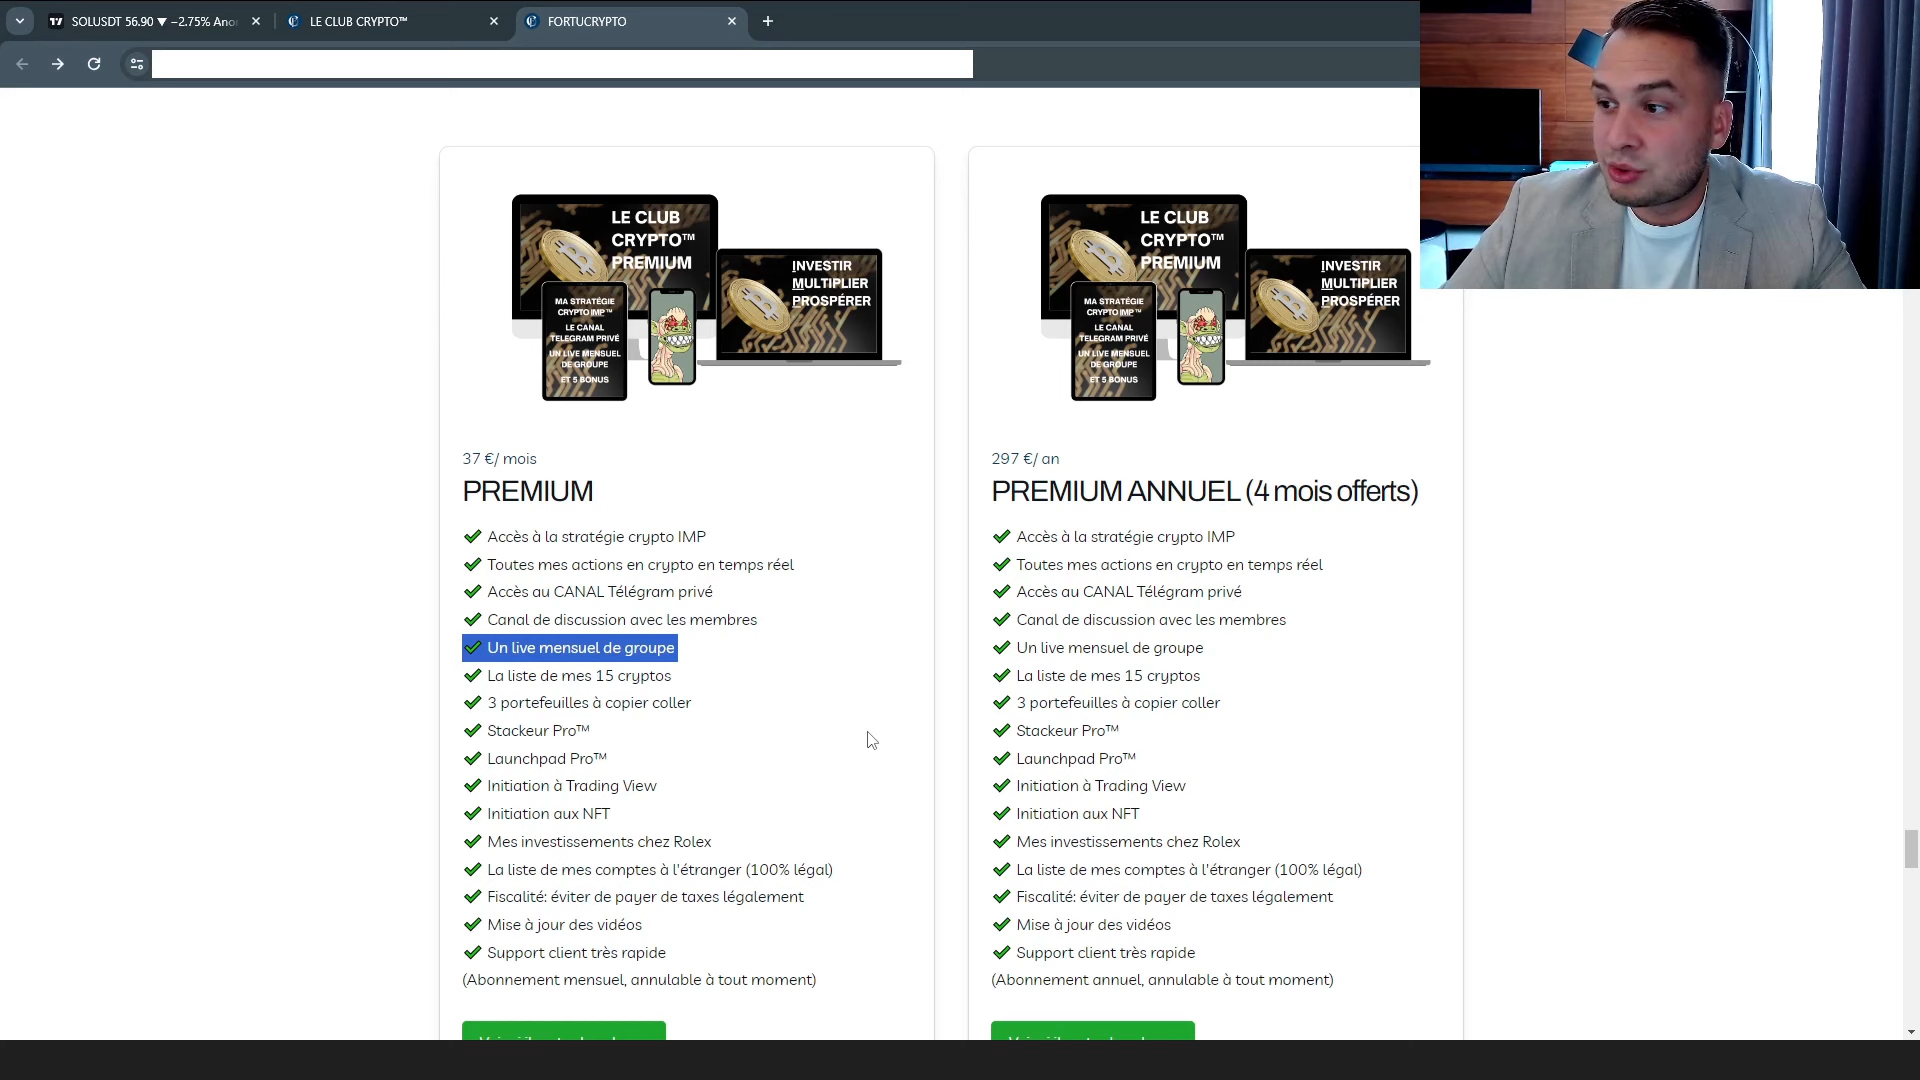 SOLUSDT 56.90 ▼ −2.75% Ano
LE CLUB CRYPTO™
FORTUCRYPTO
LE CLUB
CRYPTO™
PREMIUM
INVESTIR
MULTIPLIER
PROSPÉRER
MA STRATÉGIE
CRYPTO IMP™
LE CANAL
TELEGRAM PRIVÉ
UN LIVE MENSUEL
DE GROUPE
ET 5 BONUS
37 €/ mois
PREMIUM
✔ Accès à la stratégie crypto IMP
✔ Toutes mes actions en crypto en temps réel
✔ Accès au CANAL Télégram privé
✔ Canal de discussion avec les membres
✔ Un live mensuel de groupe
✔ La liste de mes 15 cryptos
✔ 3 portefeuilles à copier coller
✔ Stackeur Pro™
✔ Launchpad Pro™
✔ Initiation à Trading View
✔ Initiation aux NFT
✔ Mes investissements chez Rolex
✔ La liste de mes comptes à l'étranger (100% légal)
✔ Fiscalité: éviter de payer de taxes légalement
✔ Mise à jour des vidéos
✔ Support client très rapide
(Abonnement mensuel, annulable à tout moment)
LE CLUB
CRYPTO™
PREMIUM
INVESTIR
MULTIPLIER
PROSPÉRER
MA STRATÉGIE
CRYPTO IMP™
LE CANAL
TELEGRAM PRIVÉ
UN LIVE MENSUEL
DE GROUPE
ET 5 BONUS
297 €/ an
PREMIUM ANNUEL (4 mois offerts)
✔ Accès à la stratégie crypto IMP
✔ Toutes mes actions en crypto en temps réel
✔ Accès au CANAL Télégram privé
✔ Canal de discussion avec les membres
✔ Un live mensuel de groupe
✔ La liste de mes 15 cryptos
✔ 3 portefeuilles à copier coller
✔ Stackeur Pro™
✔ Launchpad Pro™
✔ Initiation à Trading View
✔ Initiation aux NFT
✔ Mes investissements chez Rolex
✔ La liste de mes comptes à l'étranger (100% légal)
✔ Fiscalité: éviter de payer de taxes légalement
✔ Mise à jour des vidéos
✔ Support client très rapide
(Abonnement annuel, annulable à tout moment)